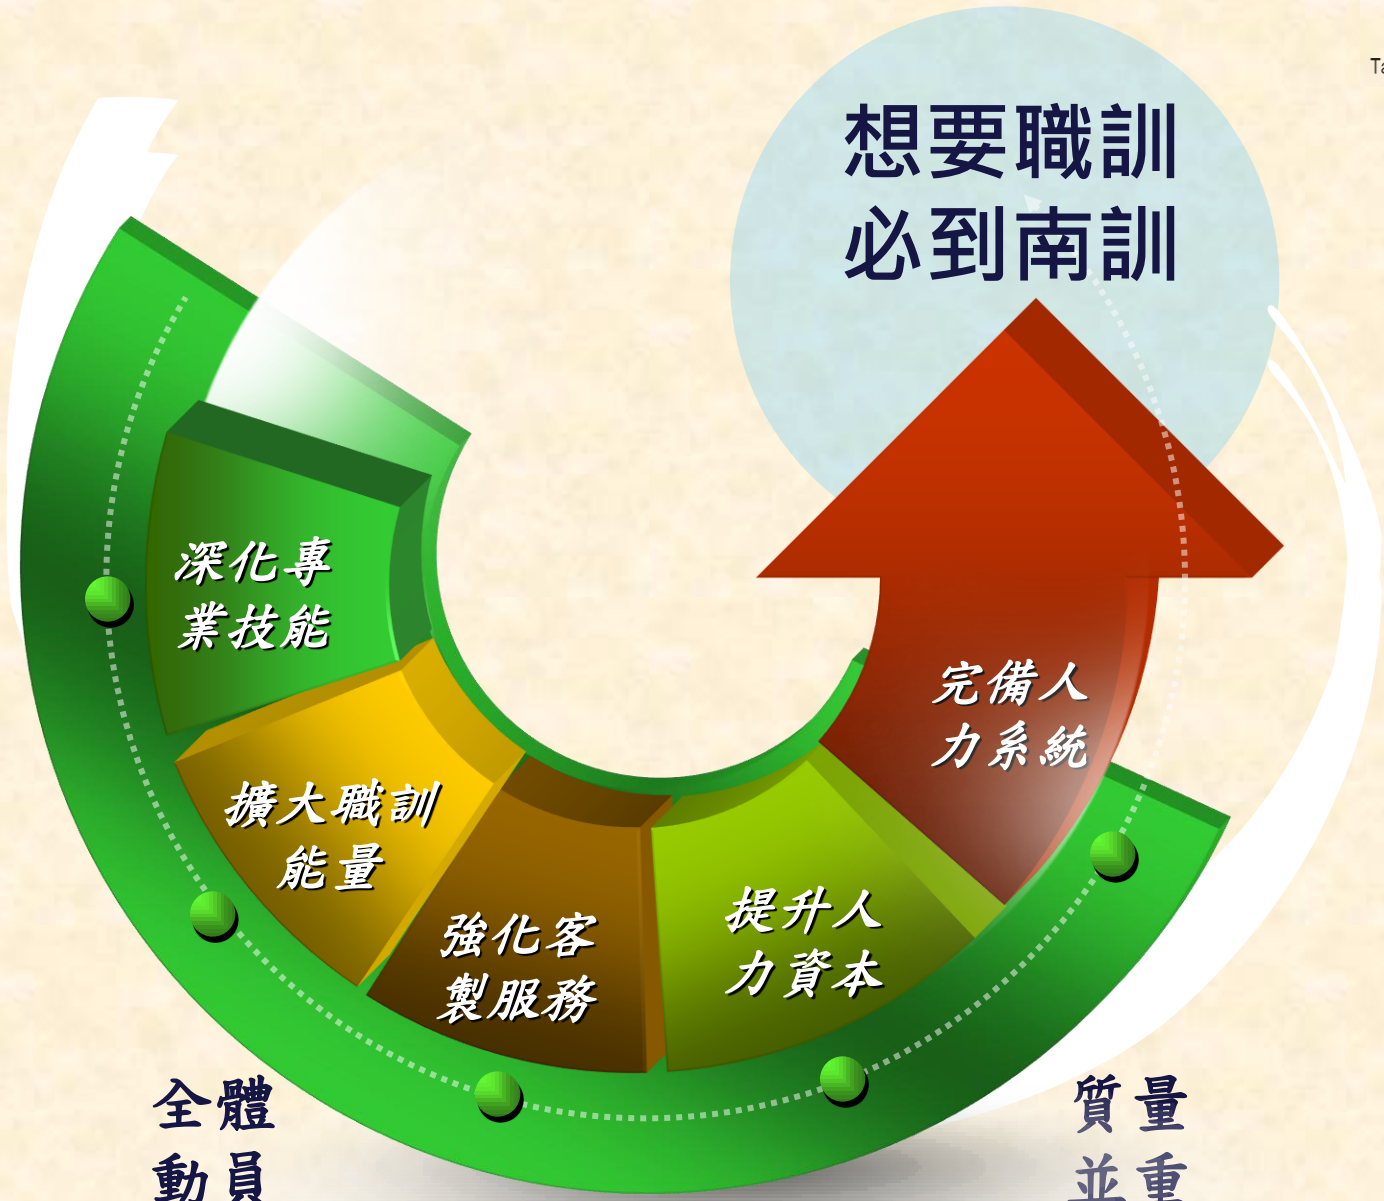 Ta
想要職訓
必到南訓
深化專
業技能
擴大職訓
能量
強化客
製服務
提升人
力資本
完備人
力系統
全體
動員
質量
並重